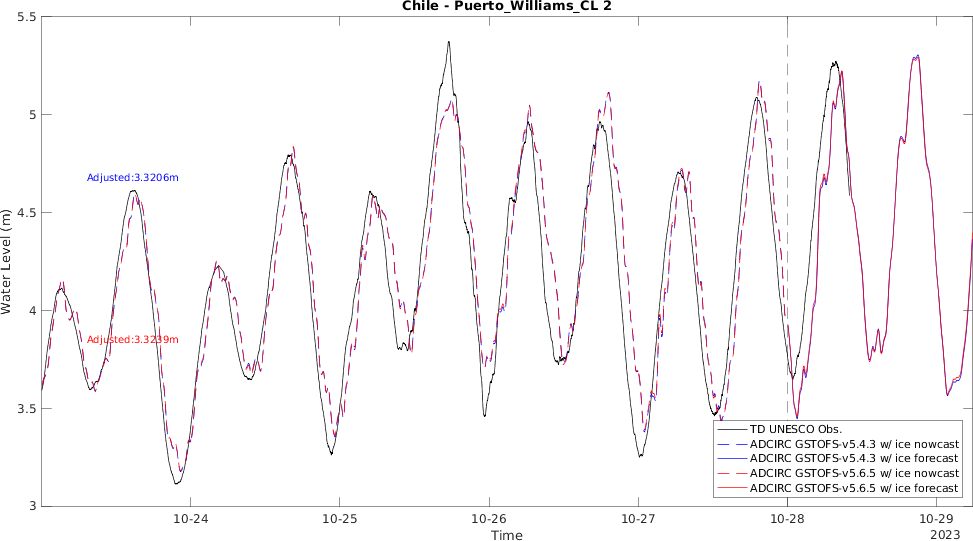 Chile - Puerto_Williams_CL 2
5.5
5
4.5
4
3.5
3
Water Level (m)
Adjusted:3.3206m
Adjusted:3.3239m
TD UNESCO Obs.
ADCIRC GSTOFS-v5.4.3 w/ ice nowcast
ADCIRC GSTOFS-v5.4.3 w/ ice forecast
ADCIRC GSTOFS-v5.6.5 w/ ice nowcast
ADCIRC GSTOFS-v5.6.5 w/ ice forecast
10-24 10-25 10-26 10-27 10-28 10-29
Time
2023